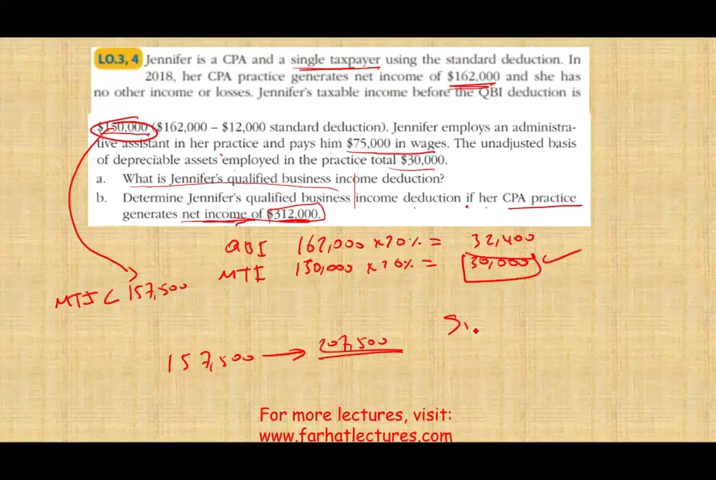 LO.3, 4 Jennifer is a CPA and a single taxpayer using the standard deduction. In
2018, her CPA practice generates net income of $162,000 and she has
no other income or losses. Jennifer's taxable income before the QBI deduction is
$150,000 ($162,000 – $12,000 standard deduction). Jennifer employs an administra-
tive assistant in her practice and pays him $75,000 in wages. The unadjusted basis
of depreciable assets employed in the practice total $30,000.
a. What is Jennifer's qualified business income deduction?
b. Determine Jennifer's qualified business income deduction if her CPA practice
generates net income of $312,000.
QBI 162,000 x 20% = 32,400
MTI 150,000 x 20% = 30,000
MTI < 157,500
157,500 → 207,500
For more lectures, visit:
www.farhatlectures.com